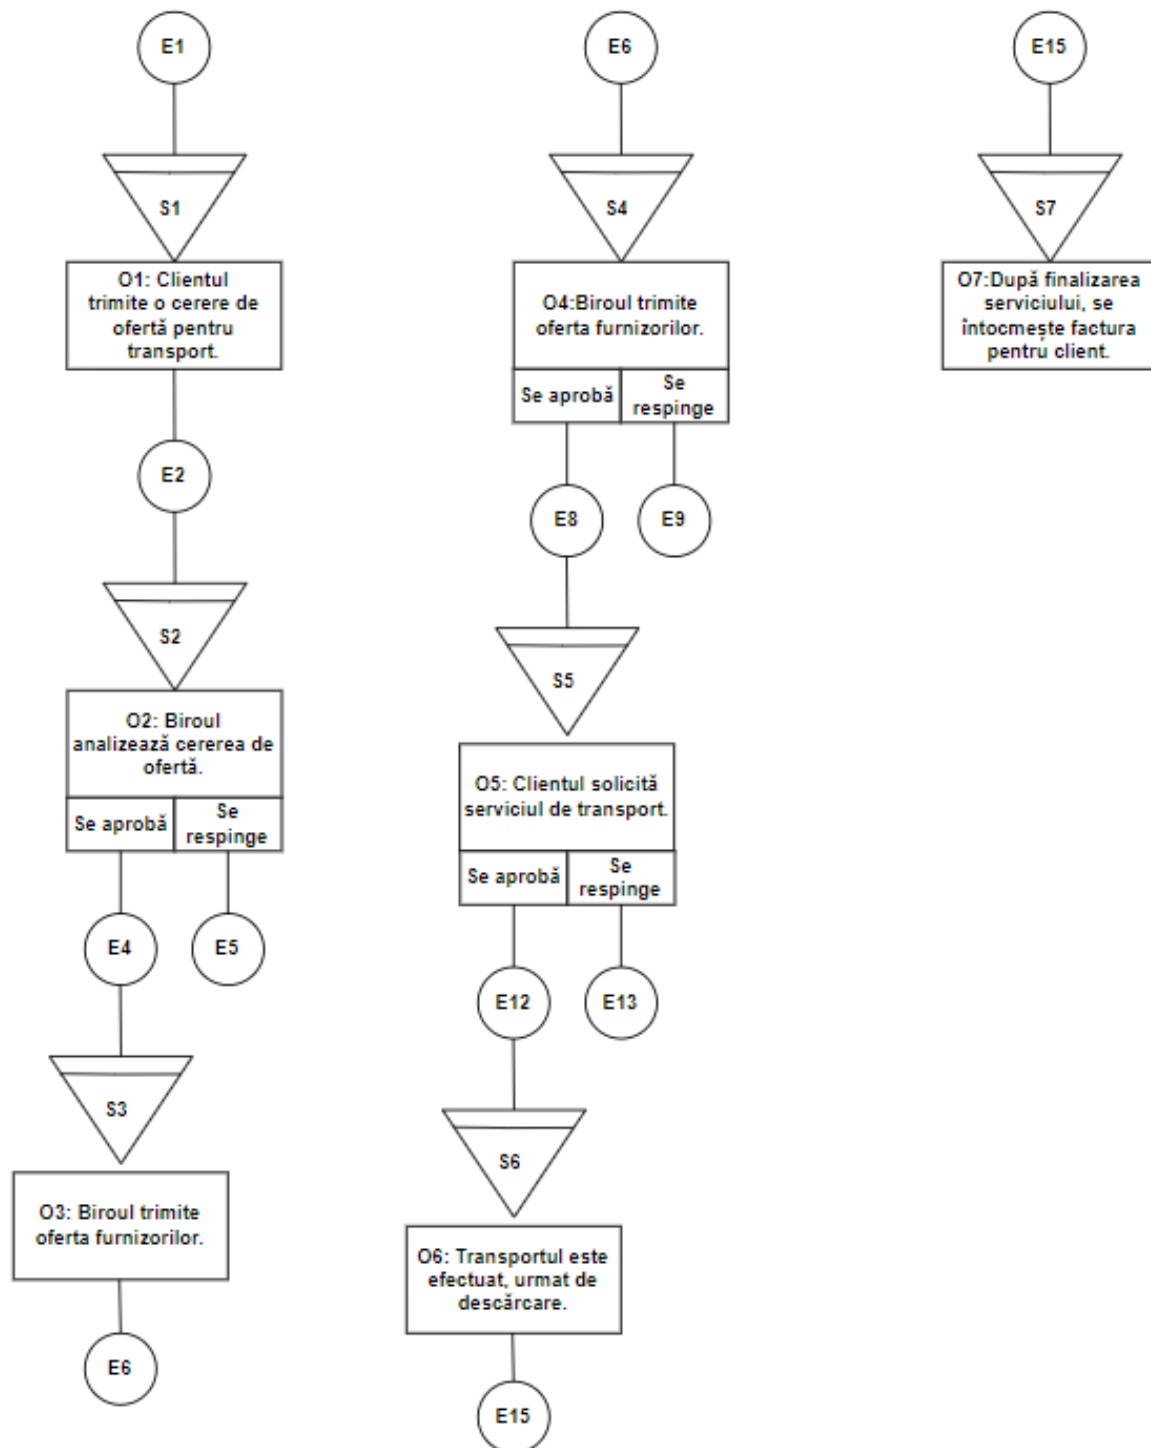 E1
S1
O1: Clientul
trimite o cerere de
ofertă pentru
transport.
E2
S2
O2: Biroul
analizează cererea de
ofertă.
Se aprobă
Se
respinge
E4
E5
S3
O3: Biroul trimite
oferta furnizorilor.
E6
E6
S4
O4:Biroul trimite
oferta furnizorilor.
Se aprobă
Se
respinge
E8
E9
S5
O5: Clientul solicită
serviciul de transport.
Se aprobă
Se
respinge
E12
E13
S6
O6: Transportul este
efectuat, urmat de
descărcare.
E15
E15
S7
O7:După finalizarea
serviciului, se
întocmește factura
pentru client.